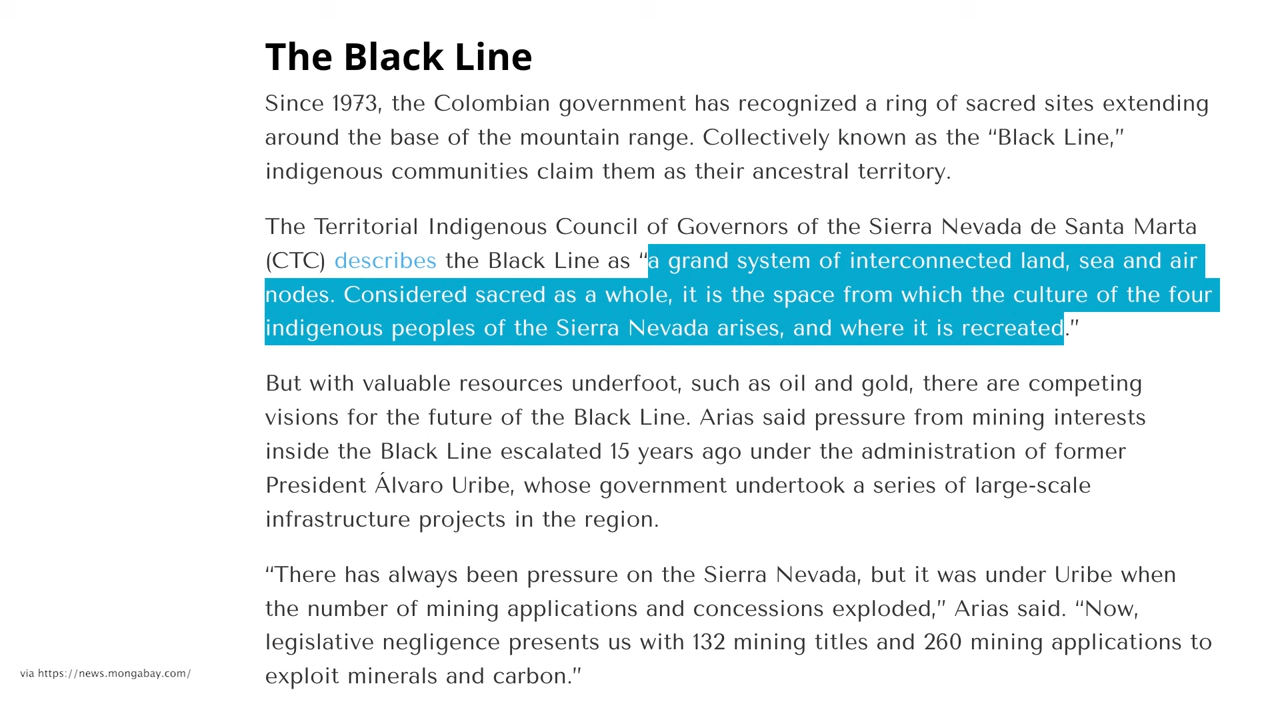 The Black Line
Since 1973, the Colombian government has recognized a ring of sacred sites extending
around the base of the mountain range. Collectively known as the “Black Line,”
indigenous communities claim them as their ancestral territory.
The Territorial Indigenous Council of Governors of the Sierra Nevada de Santa Marta
(CTC) describes the Black Line as “a grand system of interconnected land, sea and air
nodes. Considered sacred as a whole, it is the space from which the culture of the four
indigenous peoples of the Sierra Nevada arises, and where it is recreated.”
But with valuable resources underfoot, such as oil and gold, there are competing
visions for the future of the Black Line. Arias said pressure from mining interests
inside the Black Line escalated 15 years ago under the administration of former
President Álvaro Uribe, whose government undertook a series of large-scale
infrastructure projects in the region.
“There has always been pressure on the Sierra Nevada, but it was under Uribe when
the number of mining applications and concessions exploded,” Arias said. “Now,
legislative negligence presents us with 132 mining titles and 260 mining applications to
exploit minerals and carbon.”
via https://news.mongabay.com/